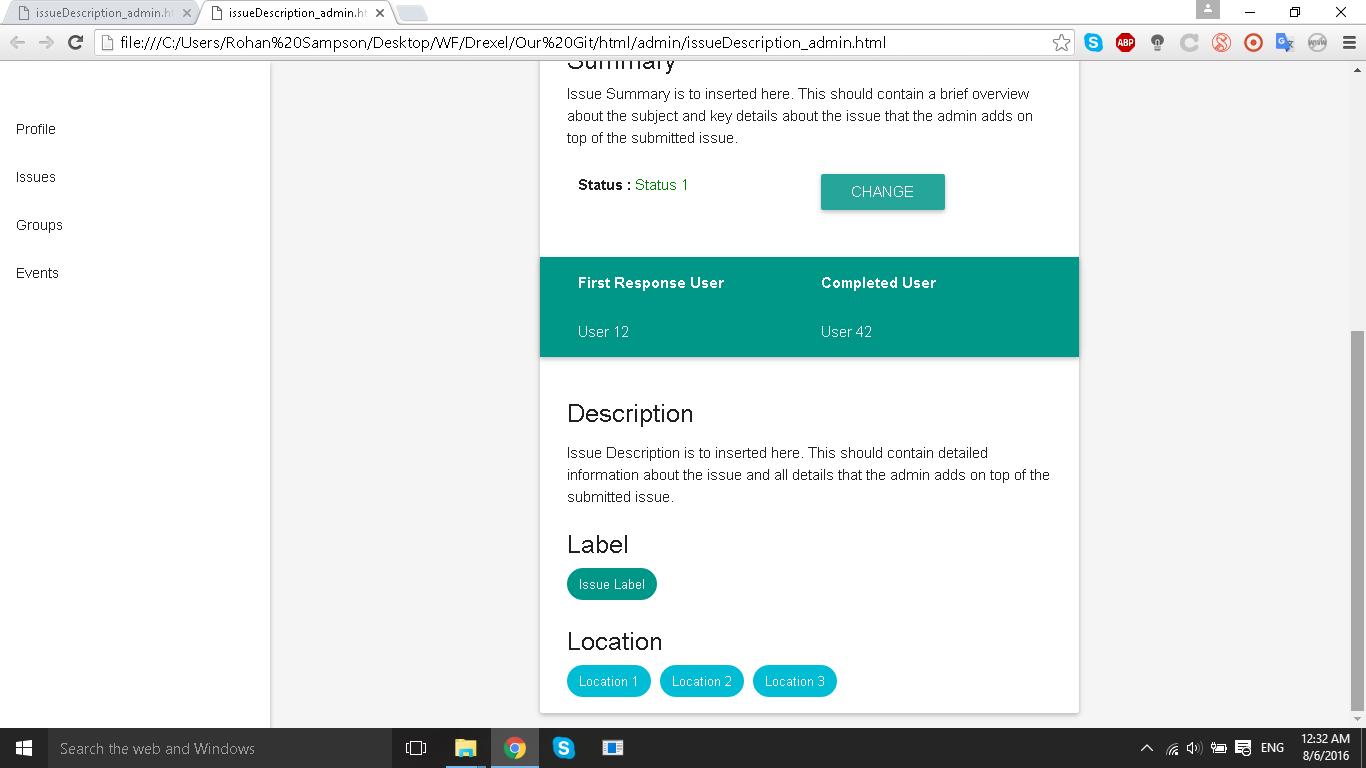 issueDescription_admin.ht
issueDescription_admin.ht
file:///C:/Users/Rohan%20Sampson/Desktop/WF/Drexel/Our%20Git/html/admin/issueDescription_admin.html
ABP
Profile
Issues
Groups
Events
Summary
Issue Summary is to inserted here. This should contain a brief overview
about the subject and key details about the issue that the admin adds on
top of the submitted issue.
Status : Status 1
CHANGE
First Response User Completed User
User 12 User 42
Description
Issue Description is to inserted here. This should contain detailed
information about the issue and all details that the admin adds on top of the
submitted issue.
Label
Issue Label
Location
Location 1 Location 2 Location 3
Search the web and Windows
ENG
12:32 AM
8/6/2016